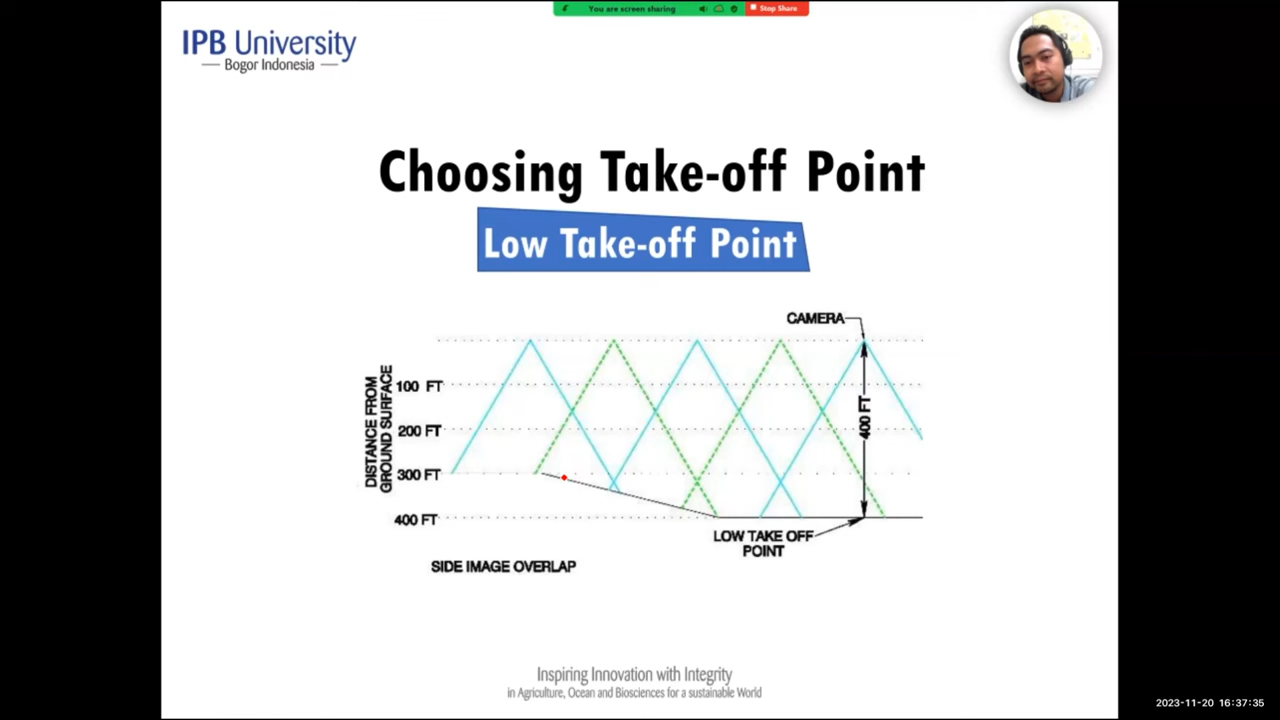 You are screen sharing
Stop Share
IPB University
Bogor Indonesia
Choosing Take-off Point
Low Take-off Point
CAMERA
DISTANCE FROM
GROUND SURFACE
100 FT
200 FT
300 FT
400 FT
400 FT
LOW TAKE OFF
POINT
SIDE IMAGE OVERLAP
Inspiring Innovation with Integrity
in Agriculture, Ocean and Biosciences for a sustainable World
2023-11-20 16:37:35